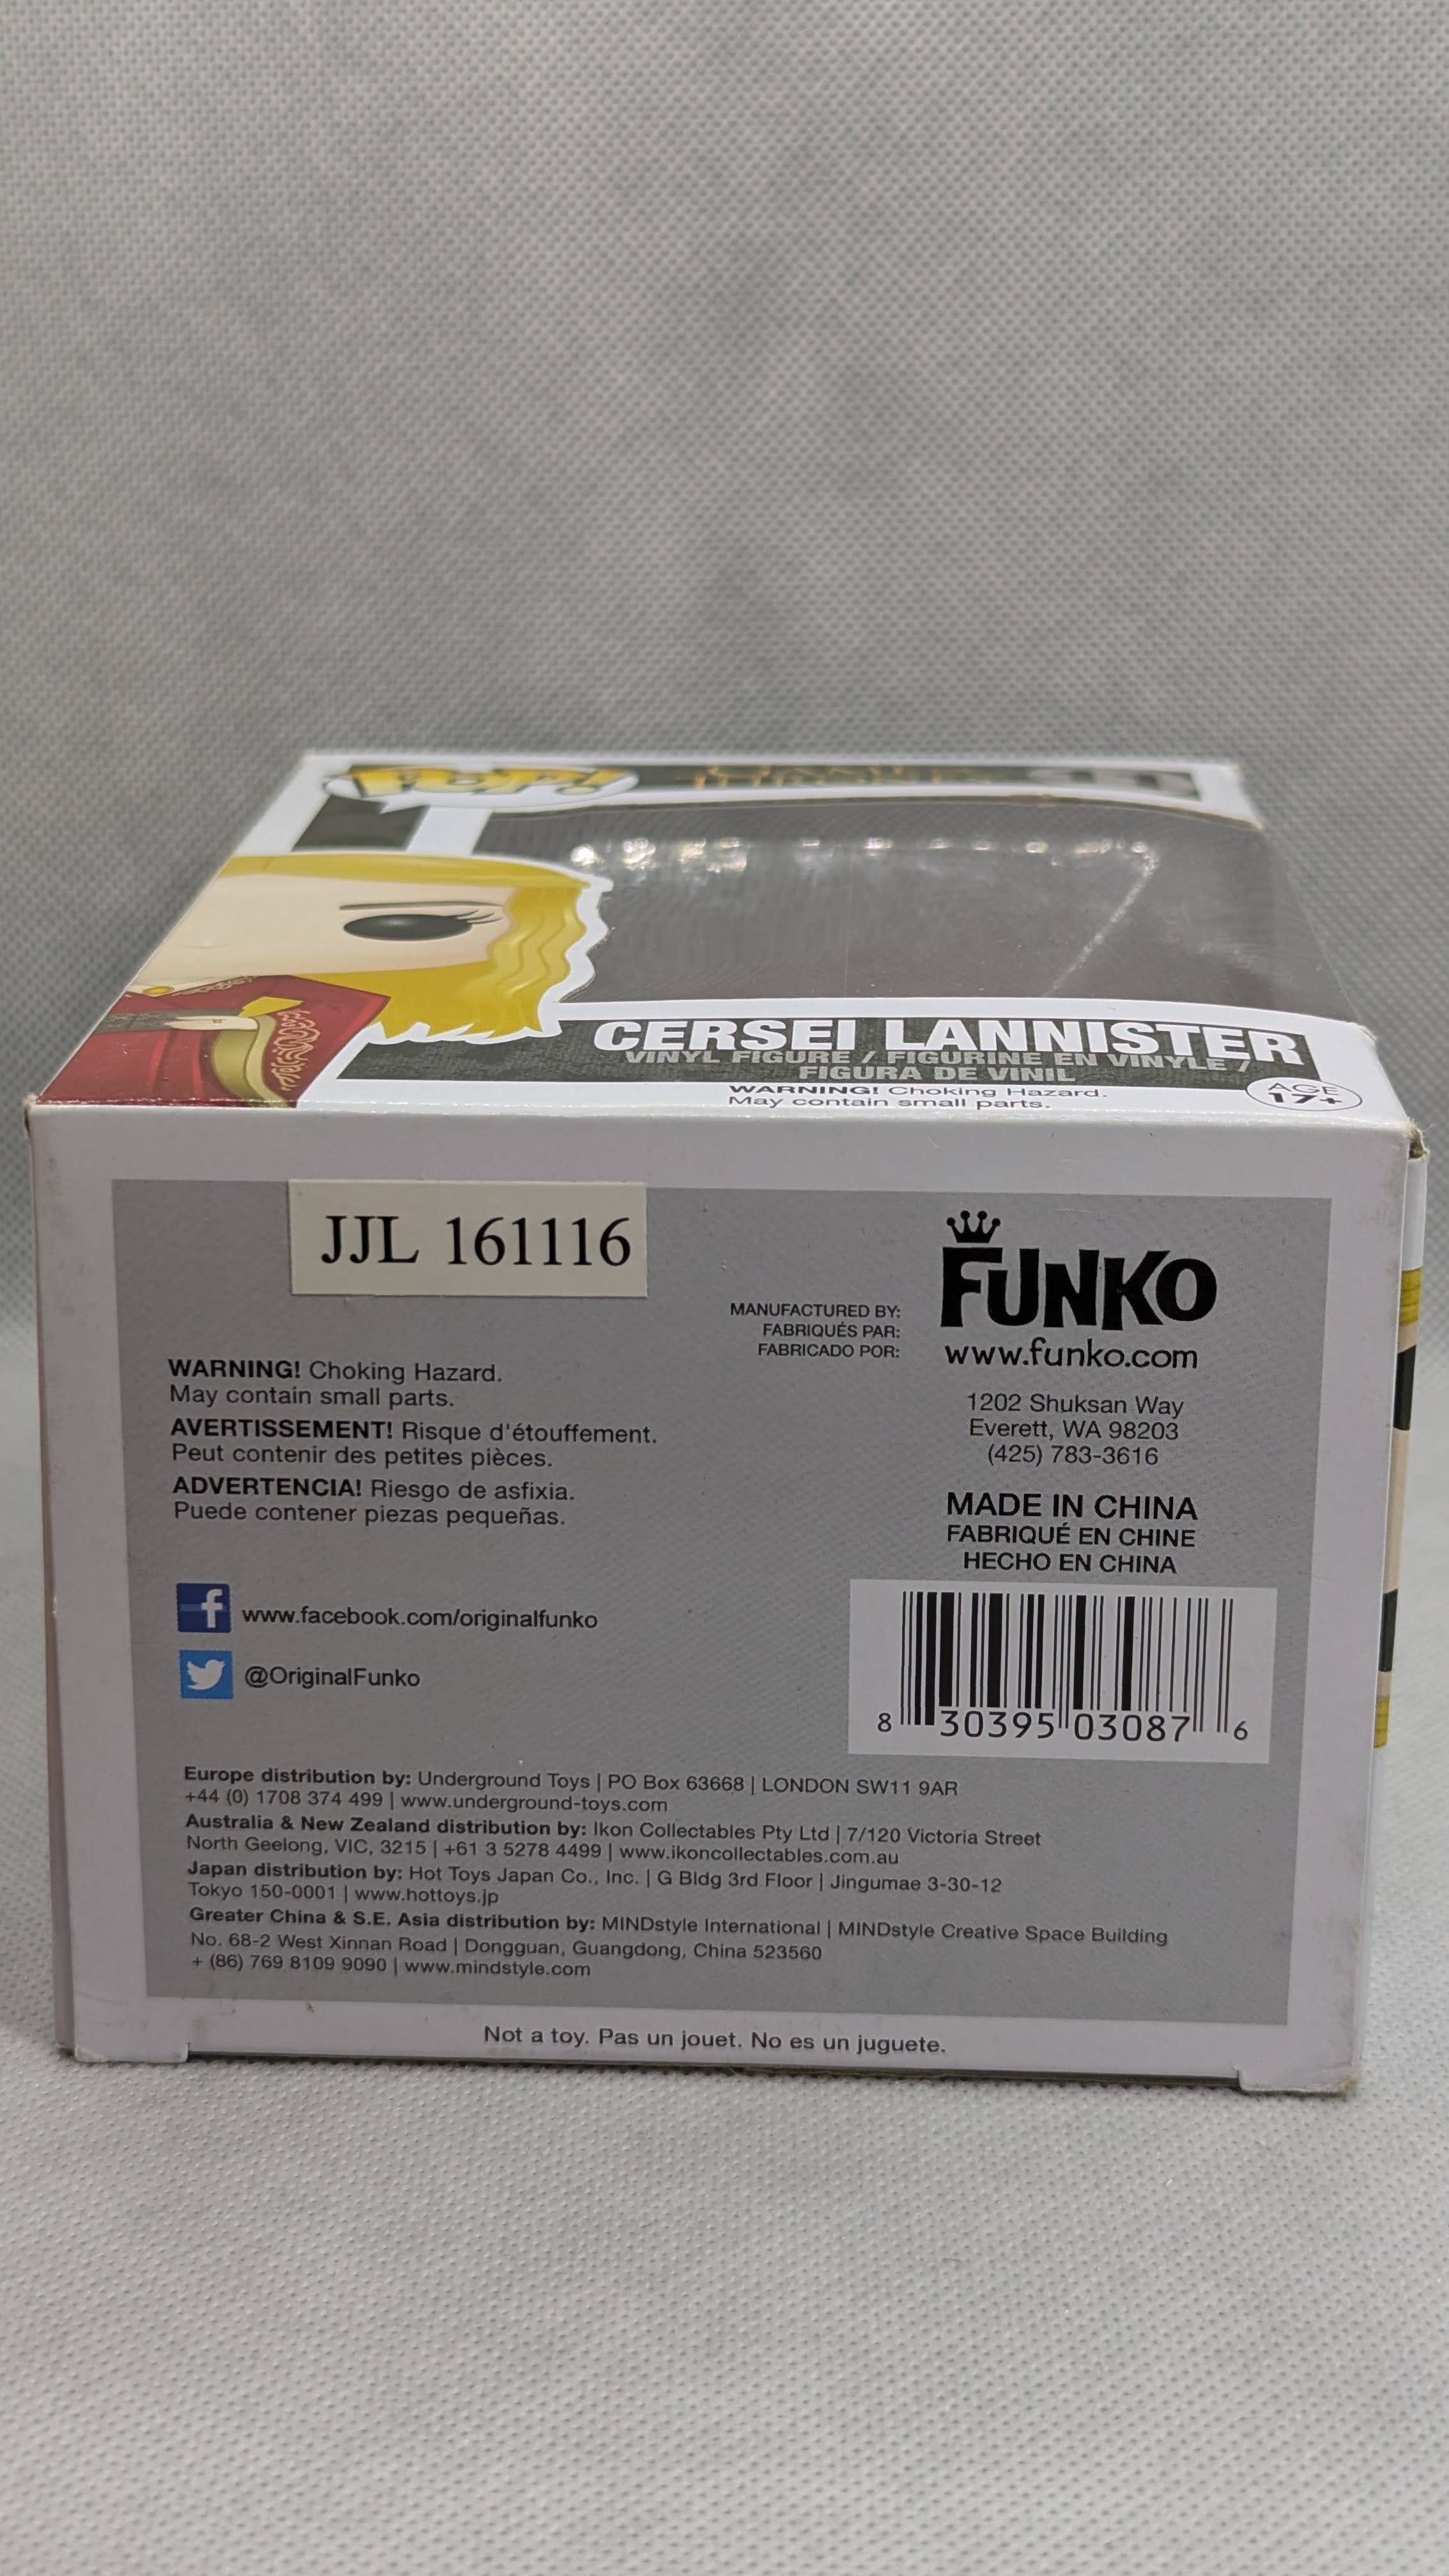 POP!
CERSEI LANNISTER
VINYL FIGURE / FIGURINE EN VINYLE /
FIGURA DE VINIL
WARNING! Choking Hazard.
May contain small parts.
AGE
17+
JJL 161116
FUNKO
MANUFACTURED BY:
FABRIQUÉS PAR:
FABRICADO POR:
www.funko.com
1202 Shuksan Way
Everett, WA 98203
(425) 783-3616
WARNING! Choking Hazard.
May contain small parts.
AVERTISSEMENT! Risque d'étouffement.
Peut contenir des petites pièces.
ADVERTENCIA! Riesgo de asfixia.
Puede contener piezas pequeñas.
MADE IN CHINA
FABRIQUÉ EN CHINE
HECHO EN CHINA
f www.facebook.com/originalfunko
@OriginalFunko
8 30395 03087 6
Europe distribution by: Underground Toys | PO Box 63668 | LONDON SW11 9AR
+44 (0) 1708 374 499 | www.underground-toys.com
Australia & New Zealand distribution by: Ikon Collectables Pty Ltd | 7/120 Victoria Street
North Geelong, VIC, 3215 | +61 3 5278 4499 | www.ikoncollectables.com.au
Japan distribution by: Hot Toys Japan Co., Inc. | G Bldg 3rd Floor | Jingumae 3-30-12
Tokyo 150-0001 | www.hottoys.jp
Greater China & S.E. Asia distribution by: MINDstyle International | MINDstyle Creative Space Building
No. 68-2 West Xinnan Road | Dongguan, Guangdong, China 523560
+ (86) 769 8109 9090 | www.mindstyle.com
Not a toy. Pas un jouet. No es un juguete.